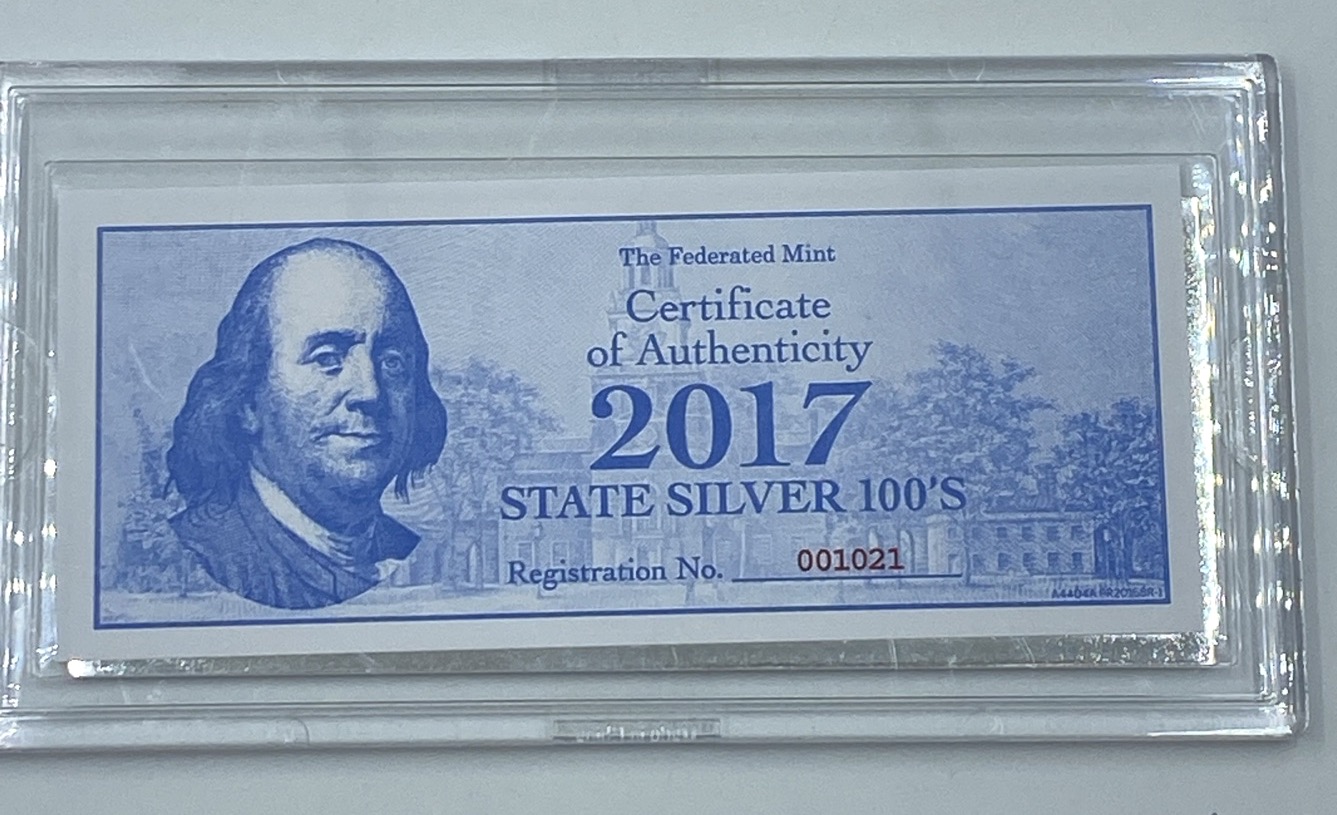 The Federated Mint
Certificate
of Authenticity
2017
STATE SILVER 100'S
Registration No. 001021